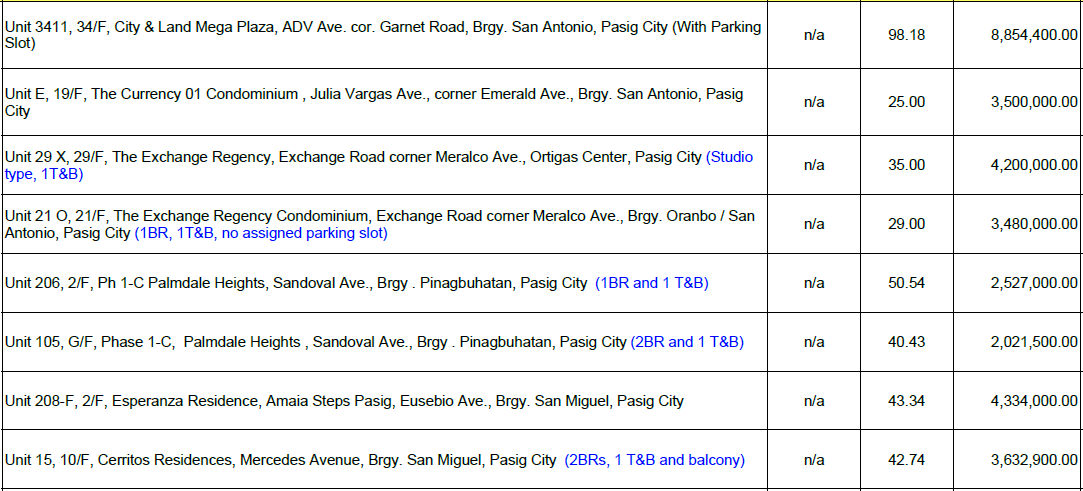 Unit 3411, 34/F, City & Land Mega Plaza, ADV Ave. cor. Garnet Road, Brgy. San Antonio, Pasig City (With Parking
Slot)
n/a
98.18
8,854,400.00
Unit E, 19/F, The Currency 01 Condominium , Julia Vargas Ave., corner Emerald Ave., Brgy. San Antonio, Pasig
City
n/a
25.00
3,500,000.00
Unit 29 X, 29/F, The Exchange Regency, Exchange Road corner Meralco Ave., Ortigas Center, Pasig City (Studio
type, 1T&B)
n/a
35.00
4,200,000.00
Unit 21 O, 21/F, The Exchange Regency Condominium, Exchange Road corner Meralco Ave., Brgy. Oranbo / San
Antonio, Pasig City (1BR, 1T&B, no assigned parking slot)
n/a
29.00
3,480,000.00
Unit 206, 2/F, Ph 1-C Palmdale Heights, Sandoval Ave., Brgy . Pinagbuhatan, Pasig City (1BR and 1 T&B)
n/a
50.54
2,527,000.00
Unit 105, G/F, Phase 1-C, Palmdale Heights , Sandoval Ave., Brgy . Pinagbuhatan, Pasig City (2BR and 1 T&B)
n/a
40.43
2,021,500.00
Unit 208-F, 2/F, Esperanza Residence, Amaia Steps Pasig, Eusebio Ave., Brgy. San Miguel, Pasig City
n/a
43.34
4,334,000.00
Unit 15, 10/F, Cerritos Residences, Mercedes Avenue, Brgy. San Miguel, Pasig City (2BRs, 1 T&B and balcony)
n/a
42.74
3,632,900.00